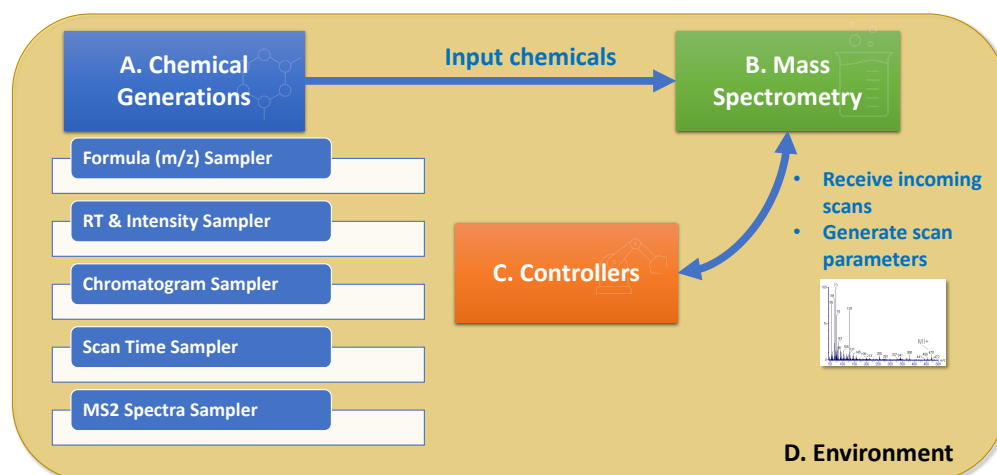 A. Chemical
Generations
Input chemicals
B. Mass
Spectrometry
Formula (m/z) Sampler
RT & Intensity Sampler
Chromatogram Sampler
Scan Time Sampler
MS2 Spectra Sampler
C. Controllers
• Receive incoming
scans
• Generate scan
parameters
MI+
D. Environment